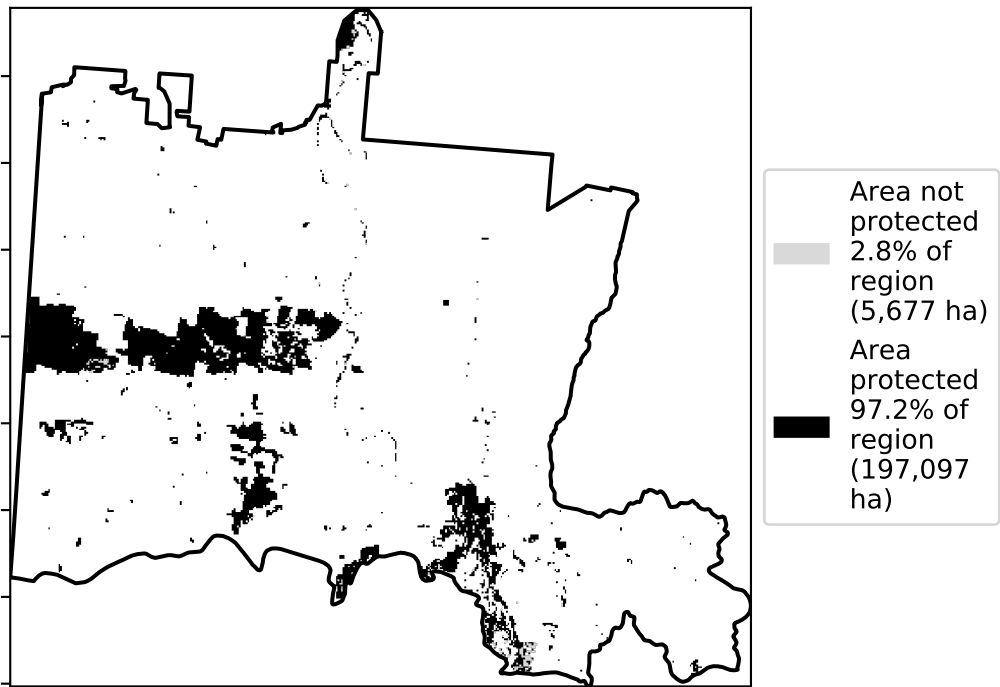 Area not
protected
2.8% of
region
(5,677 ha)
Area
protected
97.2% of
region
(197,097
ha)